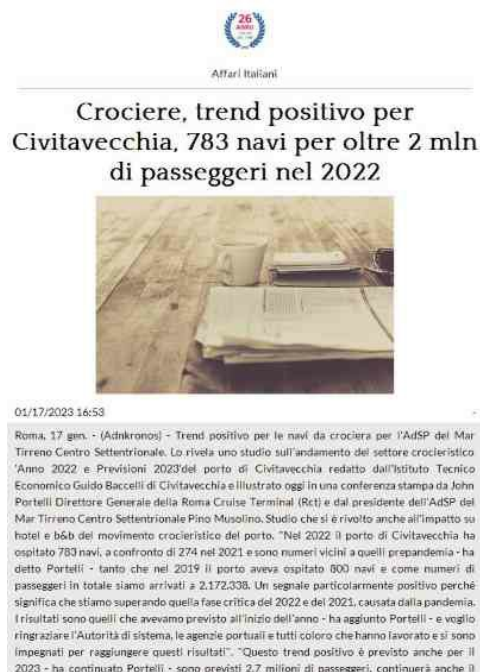 26
ANNI
Affari Italiani
Crociere, trend positivo per
Civitavecchia, 783 navi per oltre 2 mln
di passeggeri nel 2022
01/17/2023 16:53
-
Roma, 17 gen. - (Adnkronos) - Trend positivo per le navi da crociera per l'AdSP del Mar
Tirreno Centro Settentrionale. Lo rivela uno studio sull'andamento del settore crocieristico
'Anno 2022 e Previsioni 2023'del porto di Civitavecchia redatto dall'Istituto Tecnico
Economico Guido Baccelli di Civitavecchia e illustrato oggi in una conferenza stampa da John
Portelli Direttore Generale della Roma Cruise Terminal (Rct) e dal presidente dell'AdSP del
Mar Tirreno Centro Settentrionale Pino Musolino. Studio che si è rivolto anche all'impatto su
hotel e b&b del movimento crocieristico del porto. "Nel 2022 il porto di Civitavecchia ha
ospitato 783 navi, a confronto di 274 nel 2021 e sono numeri vicini a quelli prepandemia - ha
detto Portelli - tanto che nel 2019 il porto aveva ospitato 800 navi e come numeri di
passeggeri in totale siamo arrivati a 2.172.338. Un segnale particolarmente positivo perché
significa che stiamo superando quella fase critica del 2022 e del 2021, causata dalla pandemia.
I risultati sono quelli che avevamo previsto all'inizio dell'anno - ha aggiunto Portelli - e voglio
ringraziare l'Autorità di sistema, le agenzie portuali e tutti coloro che hanno lavorato e si sono
impegnati per raggiungere questi risultati". "Questo trend positivo è previsto anche per il
2023 - ha continuato Portelli - sono previsti 2,7 milioni di passeggeri, continuerà anche il